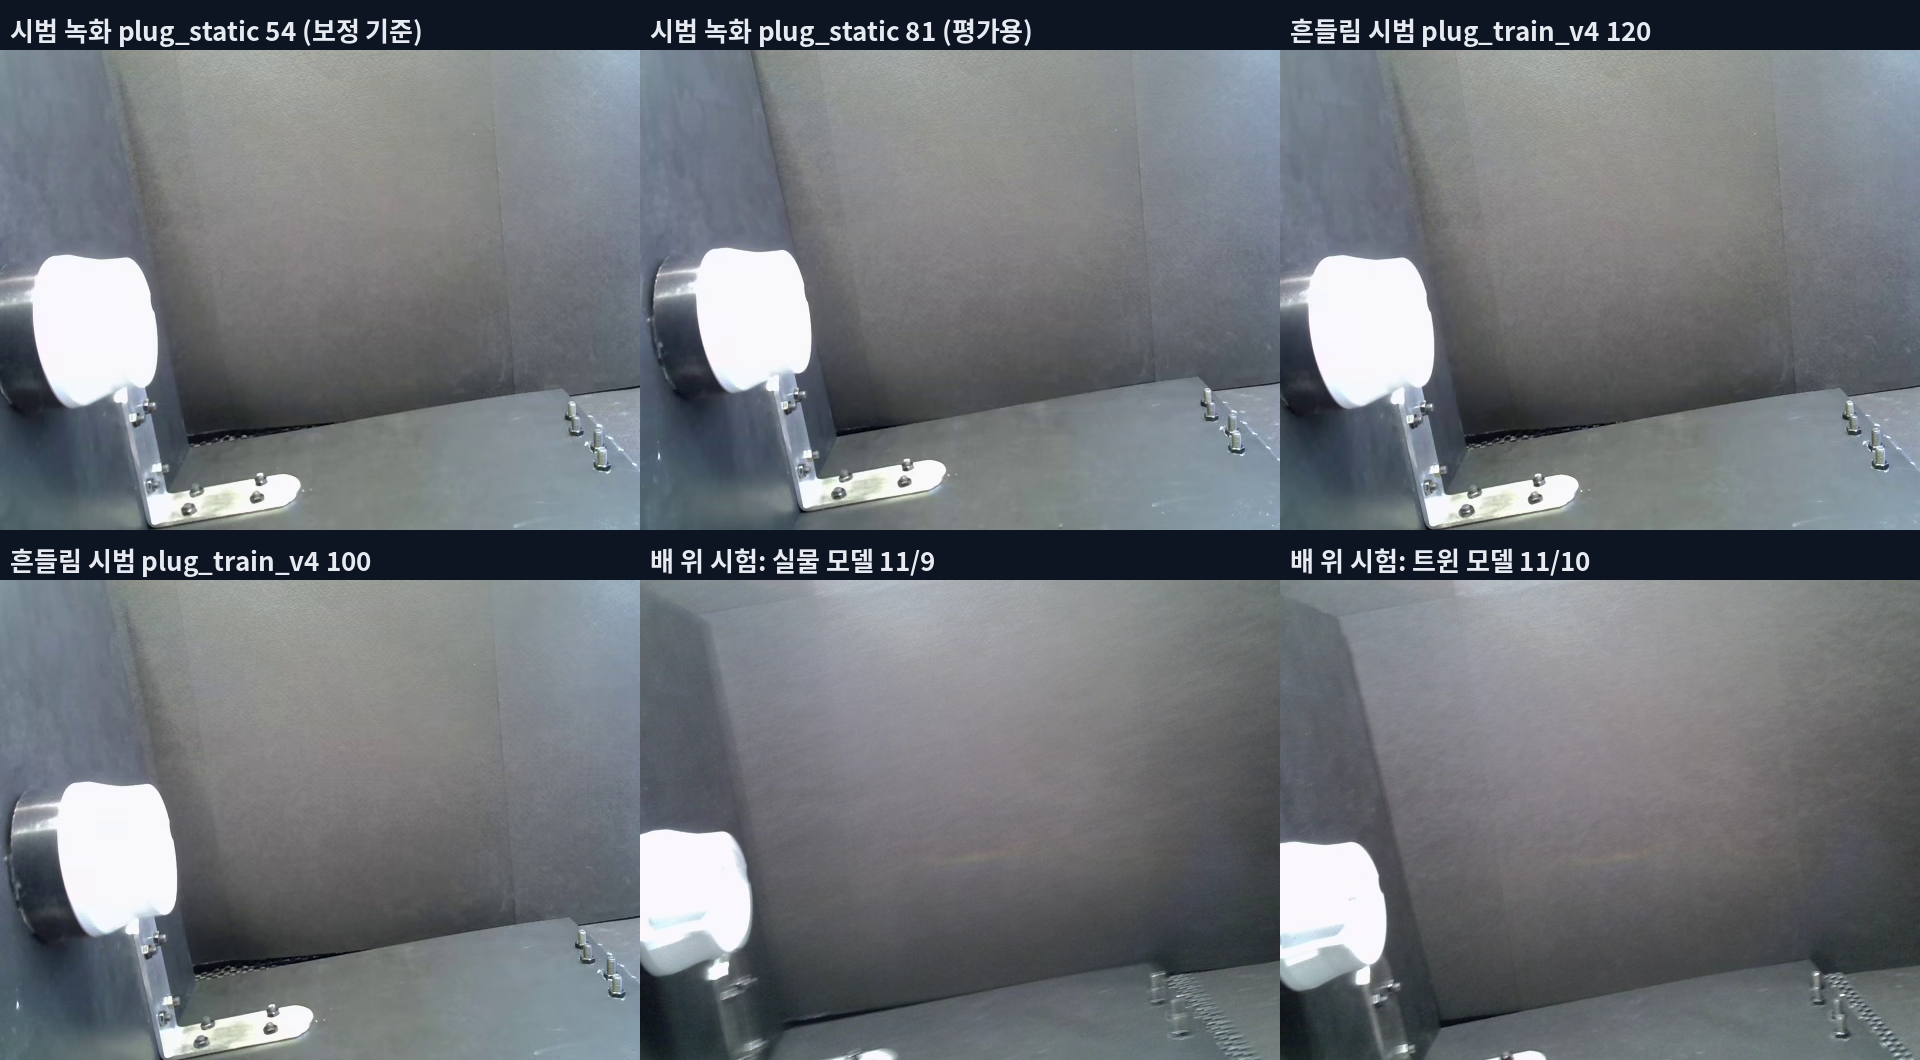 시범 녹화 plug_static 54 (보정 기준)
시범 녹화 plug_static 81 (평가용)
흔들림 시범 plug_train_v4 120
흔들림 시범 plug_train_v4 100
배 위 시험: 실물 모델 11/9
배 위 시험: 트윈 모델 11/10